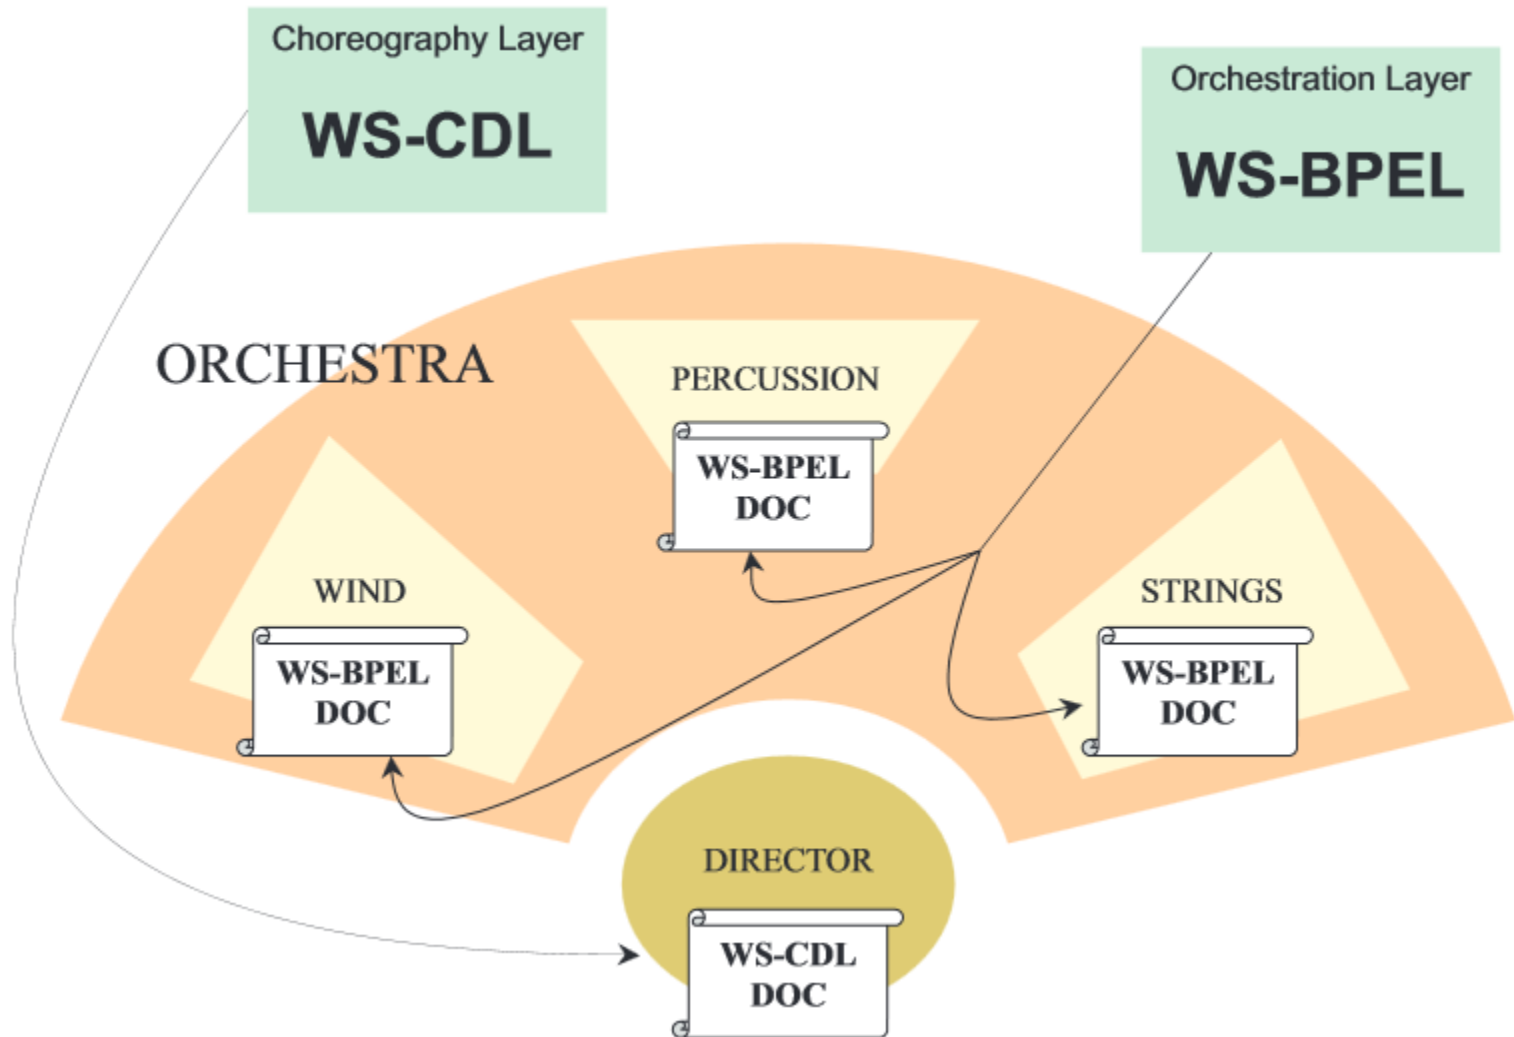 Choreography Layer
WS-CDL
Orchestration Layer
WS-BPEL
ORCHESTRA
PERCUSSION
WS-BPEL
DOC
WIND
WS-BPEL
DOC
STRINGS
WS-BPEL
DOC
DIRECTOR
WS-CDL
DOC